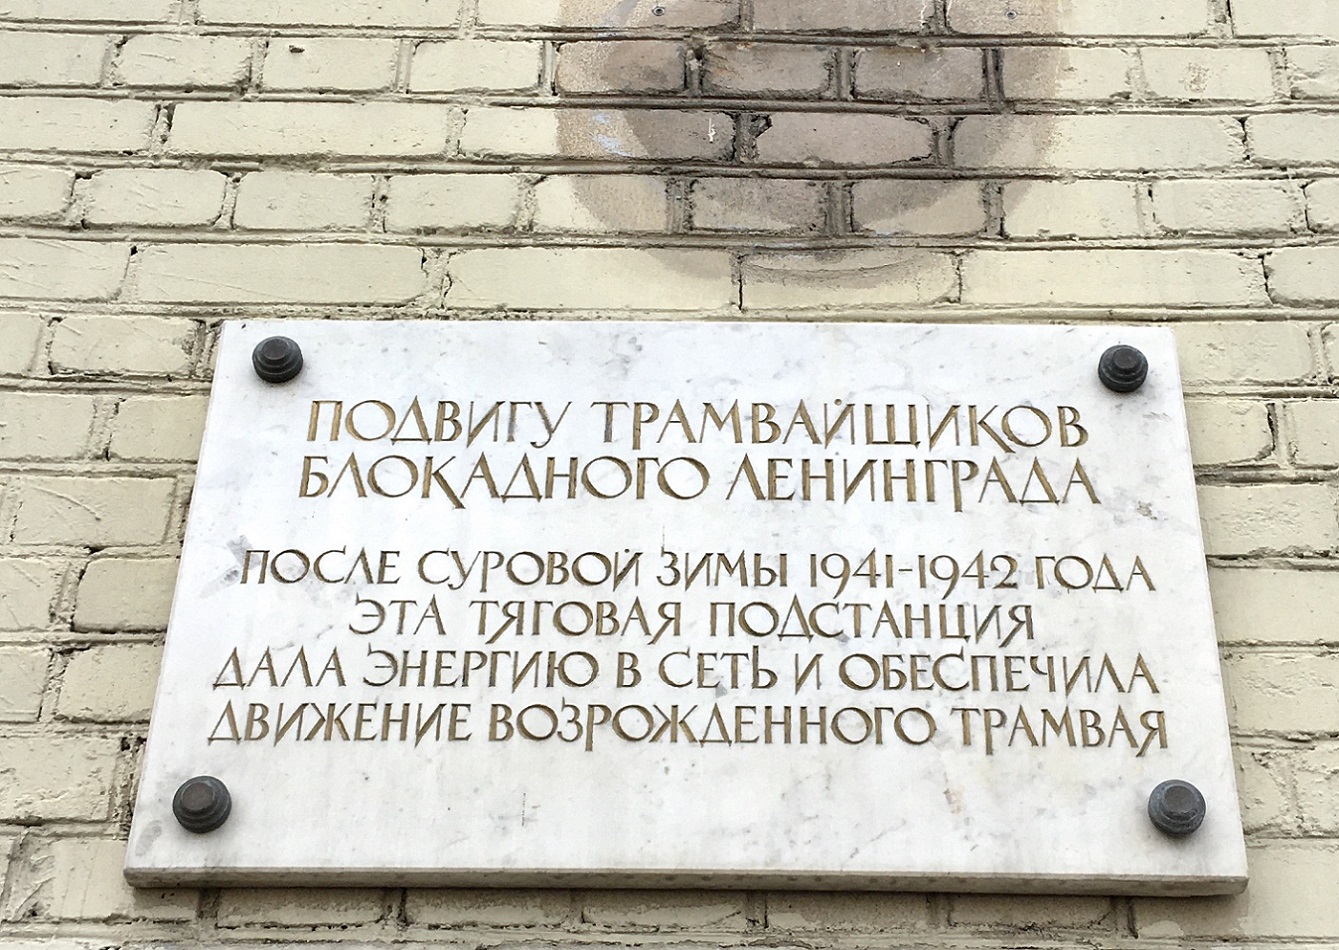 ПОДВИГУ ТРАМВАЙЩИКОВ
БЛОКАДНОГО ЛЕНИНГРАДА
ПОСЛЕ СУРОВОЙ ЗИМЫ 1941-1942 ГОДА
ЭТА ТЯГОВАЯ ПОДСТАНЦИЯ
ДАЛА ЭНЕРГИЮ В СЕТЬ И ОБЕСПЕЧИЛА
ДВИЖЕНИЕ ВОЗРОЖДЕННОГО ТРАМВАЯ